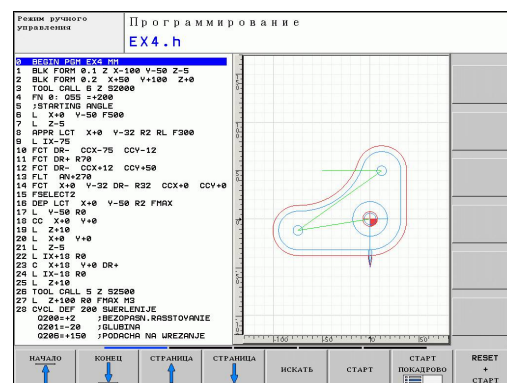 Режим ручного
управления
Программирование
EX4.h
0 BEGIN PGM EX4 MM
1 BLK FORM 0.1 Z X-100 Y-50 Z-5
2 BLK FORM 0.2 X+50 Y+100 Z+0
3 TOOL CALL 6 Z S2000
4 FN 0: Q55 =+200
5 ;STARTING ANGLE
6 L X+0 Y-50 F500
7 L Z-5
8 APPR LCT X+0 Y-32 R2 RL F300
9 L IX-75
10 FCT DR- CCX-75 CCY-12
11 FCT DR+ R70
12 FCT DR- CCX+12 CCY+50
13 FLT AN+270
14 FCT X+0 Y-32 DR- R32 CCX+0 CCY+0
15 FSELECT2
16 DEP LCT X+0 Y-50 R2 FMAX
17 L Y-50 R0
18 CC X+0 Y+0
19 L Z+10
20 L X+0 Y+0
21 L Z-5
22 L IX+18 R0
23 C X+18 Y+0 DR+
24 L IX-18 R0
25 L Z+10
26 TOOL CALL 5 Z S2500
27 L Z+100 R0 FMAX M3
28 CYCL DEF 200 SWERLENIJE
Q200=+2 ;BEZOPASN.RASSTOYANIE
Q201=-20 ;GLUBINA
Q206=+150 ;PODACHA NA WREZANJE
-100 -50 0 50
НАЧАЛО
КОНЕЦ
СТРАНИЦА
СТРАНИЦА
ИСКАТЬ
СТАРТ
СТАРТ
ПОКАДРОВО
RESET
+
СТАРТ